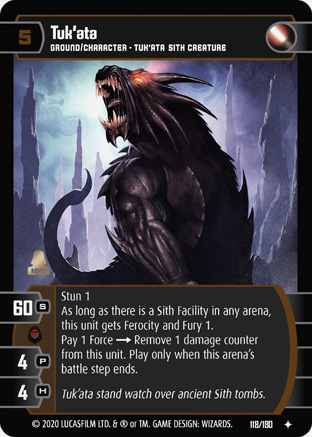 5
Tuk'ata
GROUND/CHARACTER - TUK'ATA SITH CREATURE
60 S
4 P
4 H
Stun 1
As long as there is a Sith Facility in any arena,
this unit gets Ferocity and Fury 1.
Pay 1 Force → Remove 1 damage counter
from this unit. Play only when this arena's
battle step ends.
Tuk'ata stand watch over ancient Sith tombs.
© 2020 LUCASFILM LTD. & ® OR TM. GAME DESIGN: WIZARDS. 118/180